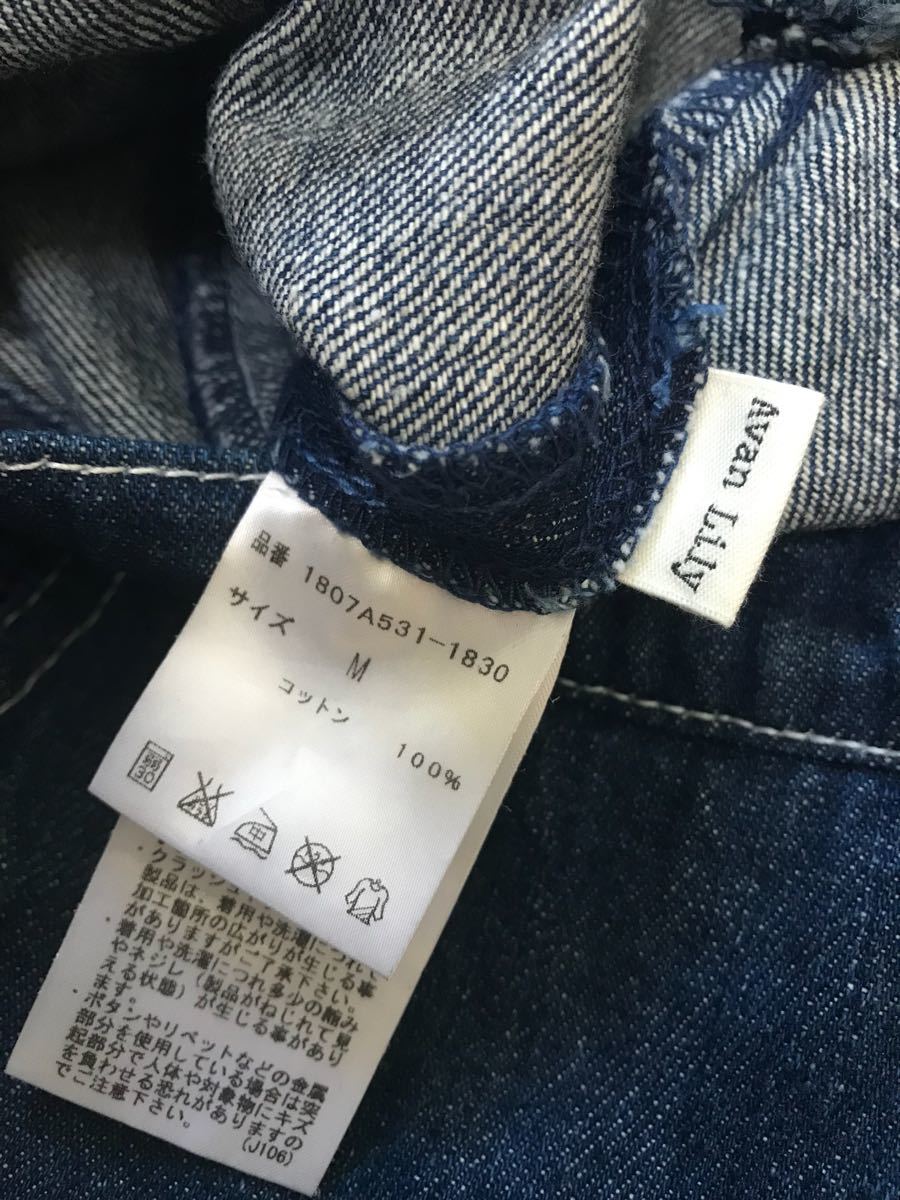 Avan Lily
品番 1807A531-1830
サイズ
M
コットン 100%
中
・クラッシュ
製品は、着用や洗濯につれて、
加工箇所の広がりが生じる事
がありますがご了承下さい。
・着用や洗濯につれ多少の縮み
やネジレ(製品がねじれて見
える状態)が生じる事があり
ます。
・ボタンやリベットなどの金属
部分を使用している場合は突
起部分で人体や対象物にキズ
を負わせる恐れがありますの
でご注意下さい。
(J106)